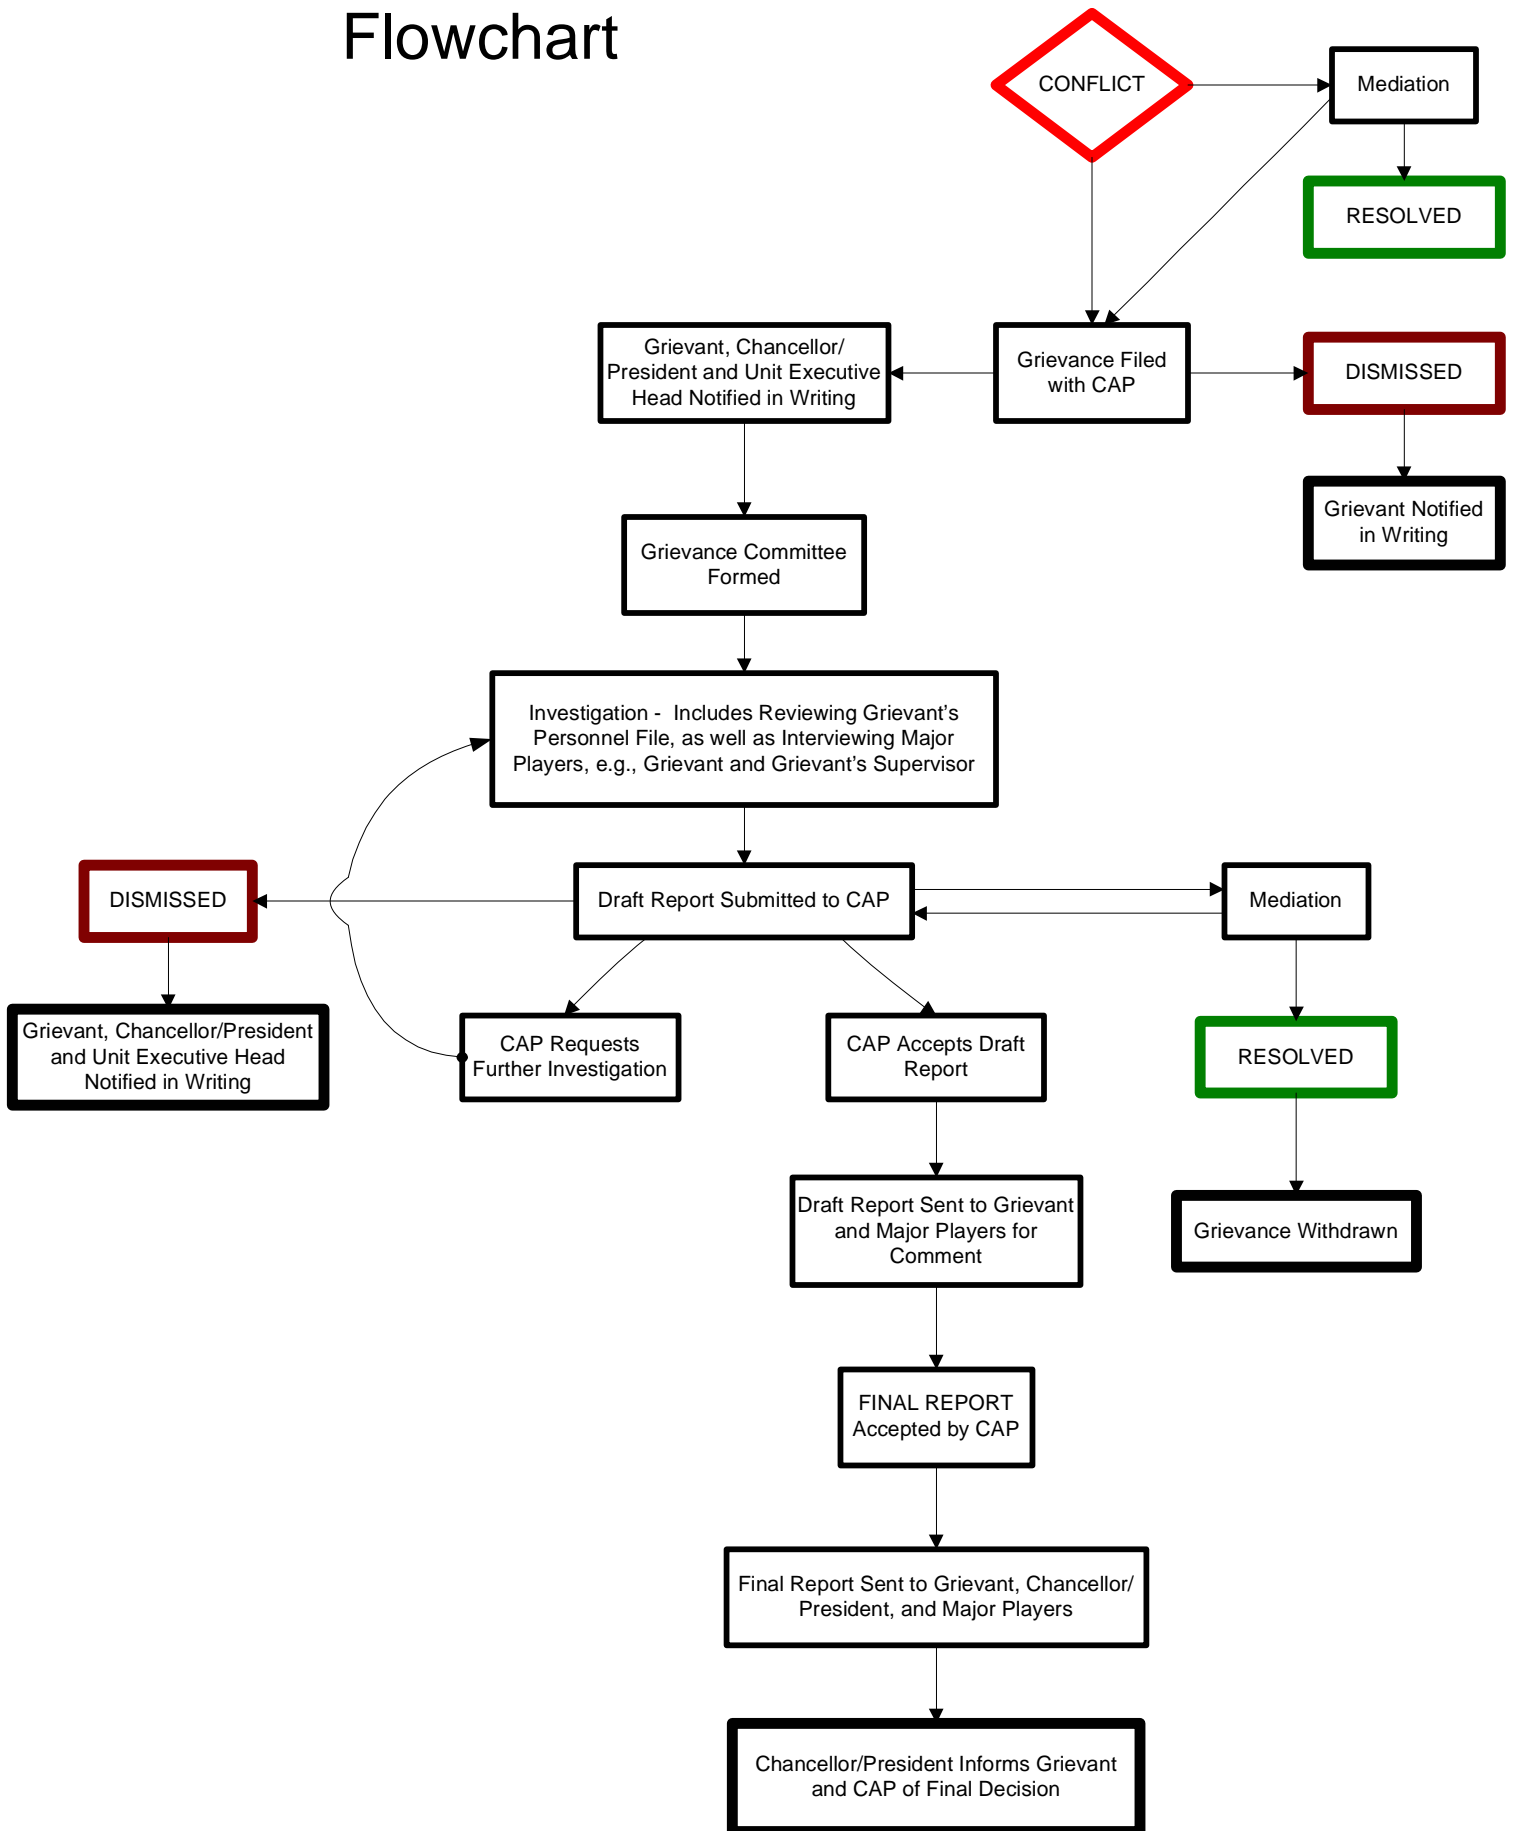 Flowchart
CONFLICT
Mediation
RESOLVED
Grievant, Chancellor/
President and Unit Executive
Head Notified in Writing
Grievance Filed
with CAP
DISMISSED
Grievant Notified
in Writing
Grievance Committee
Formed
Investigation -  Includes Reviewing Grievant’s
Personnel File, as well as Interviewing Major
Players, e.g., Grievant and Grievant’s Supervisor
DISMISSED
Draft Report Submitted to CAP
Mediation
Grievant, Chancellor/President
and Unit Executive Head
Notified in Writing
CAP Requests
Further Investigation
CAP Accepts Draft
Report
RESOLVED
Draft Report Sent to Grievant
and Major Players for
Comment
Grievance Withdrawn
FINAL REPORT
Accepted by CAP
Final Report Sent to Grievant, Chancellor/
President, and Major Players
Chancellor/President Informs Grievant
and CAP of Final Decision